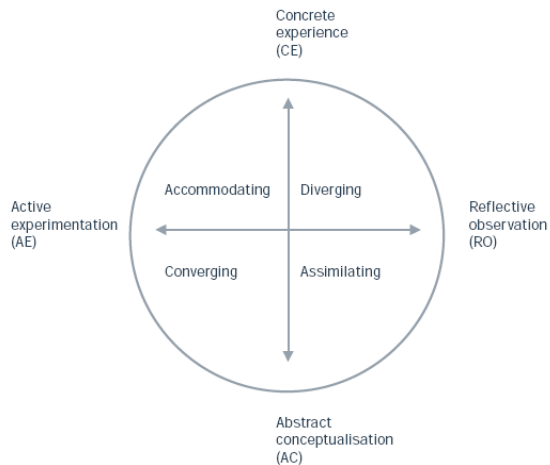 Concrete
experience
(CE)
Accommodating
Diverging
Active
experimentation
(AE)
Reflective
observation
(RO)
Converging
Assimilating
Abstract
conceptualisation
(AC)